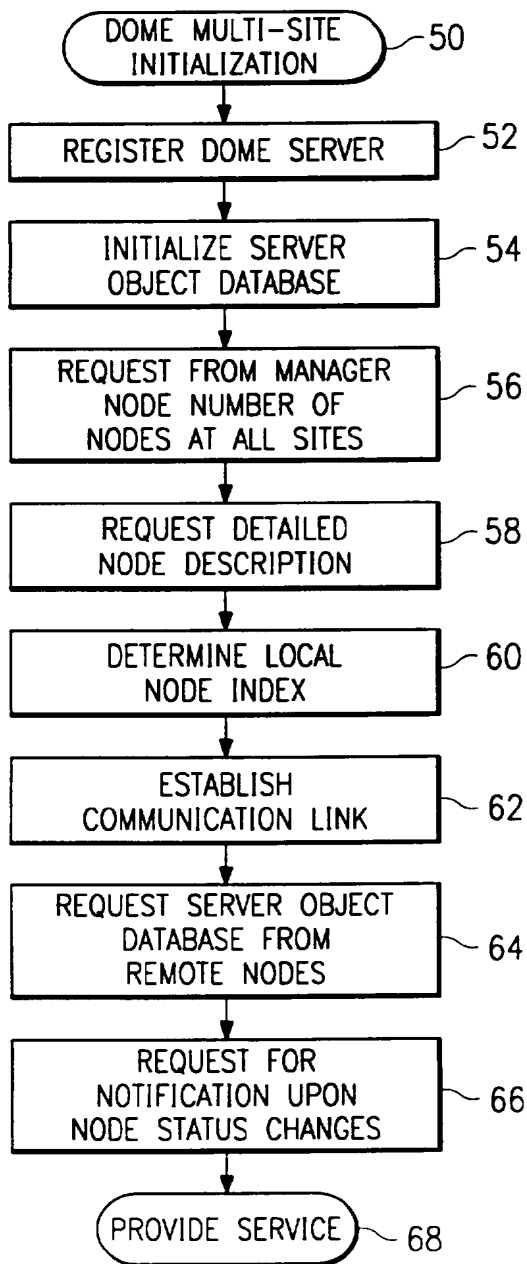 DOME MULTI-SITE
INITIALIZATION
50
REGISTER DOME SERVER
52
INITIALIZE SERVER
OBJECT DATABASE
54
REQUEST FROM MANAGER
NODE NUMBER OF
NODES AT ALL SITES
56
REQUEST DETAILED
NODE DESCRIPTION
58
DETERMINE LOCAL
NODE INDEX
60
ESTABLISH
COMMUNICATION LINK
62
REQUEST SERVER OBJECT
DATABASE FROM
REMOTE NODES
64
REQUEST FOR
NOTIFICATION UPON
NODE STATUS CHANGES
66
PROVIDE SERVICE
68